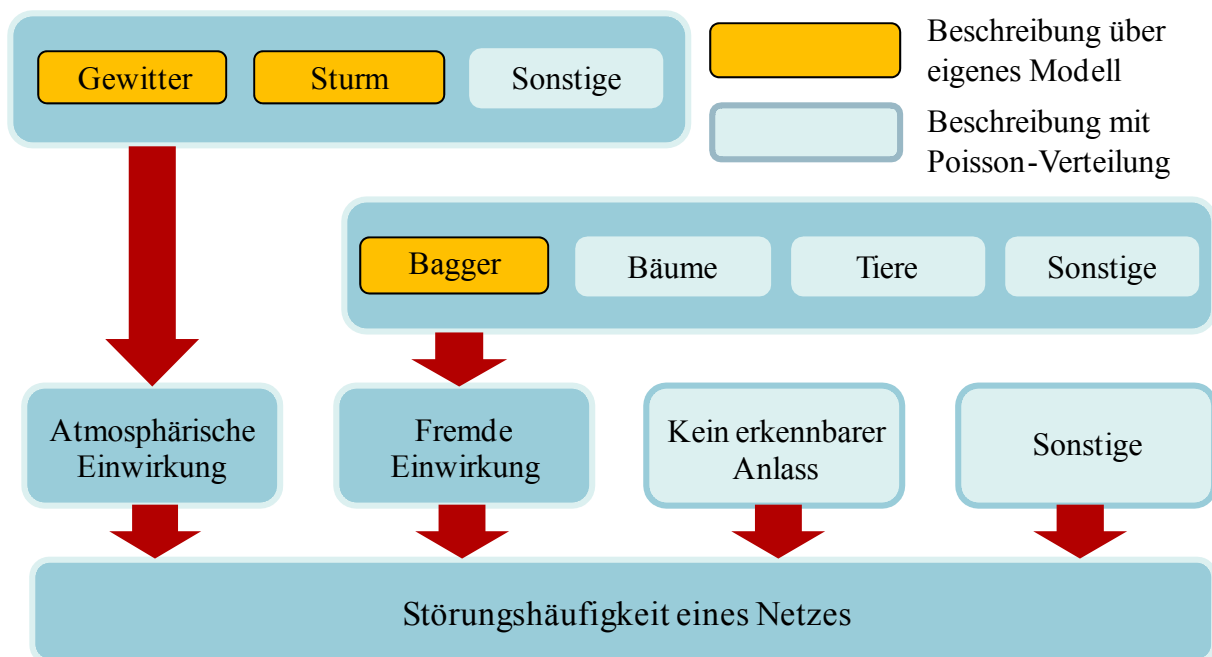 Gewitter
Sturm
Sonstige
Beschreibung über
eigenes Modell
Beschreibung mit
Poisson-Verteilung
Bagger
Bäume
Tiere
Sonstige
Atmosphärische
Einwirkung
Fremde
Einwirkung
Kein erkennbarer
Anlass
Sonstige
Störungshäufigkeit eines Netzes